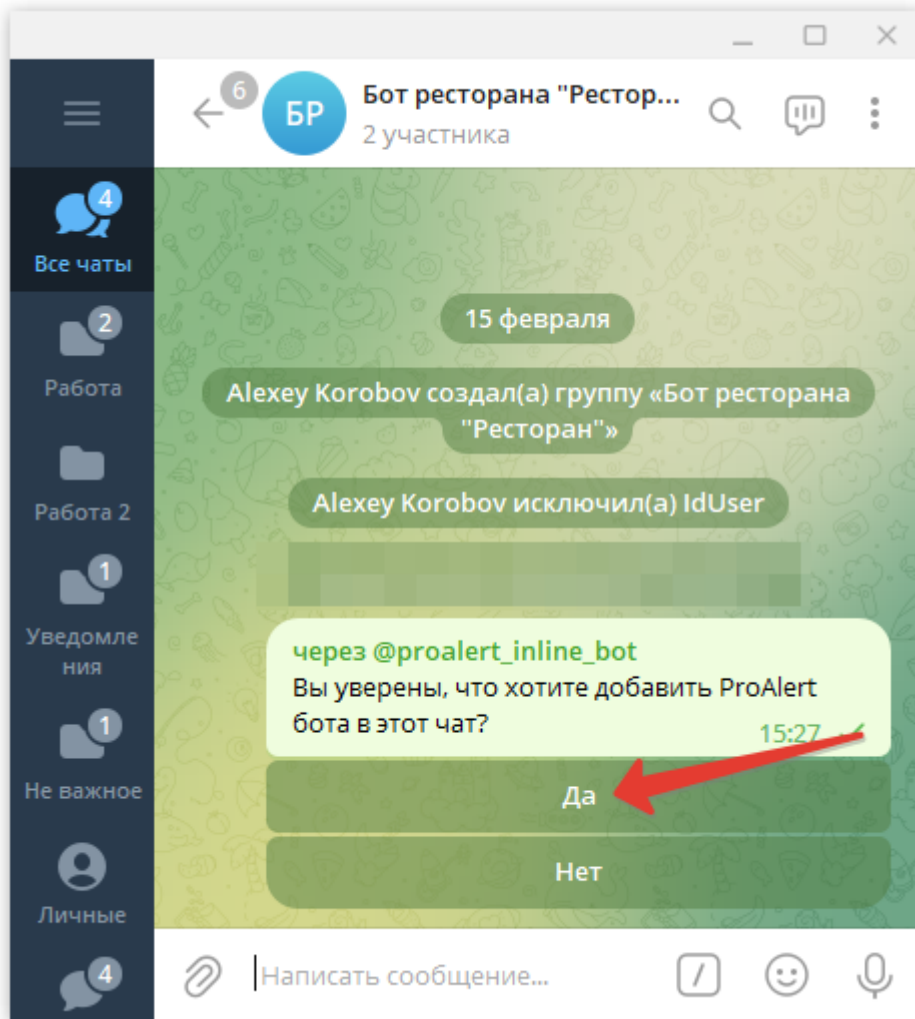 6
БР
Бот ресторана "Рестор...
2 участника
4
Все чаты
2
Работа
Работа 2
1
Уведомле
ния
1
Не важное
Личные
4
15 февраля
Alexey Korobov создал(а) группу «Бот ресторана
"Ресторан"»
Alexey Korobov исключил(а) IdUser
через @proalert_inline_bot
Вы уверены, что хотите добавить ProAlert
бота в этот чат?
15:27
Да
Нет
Написать сообщение...